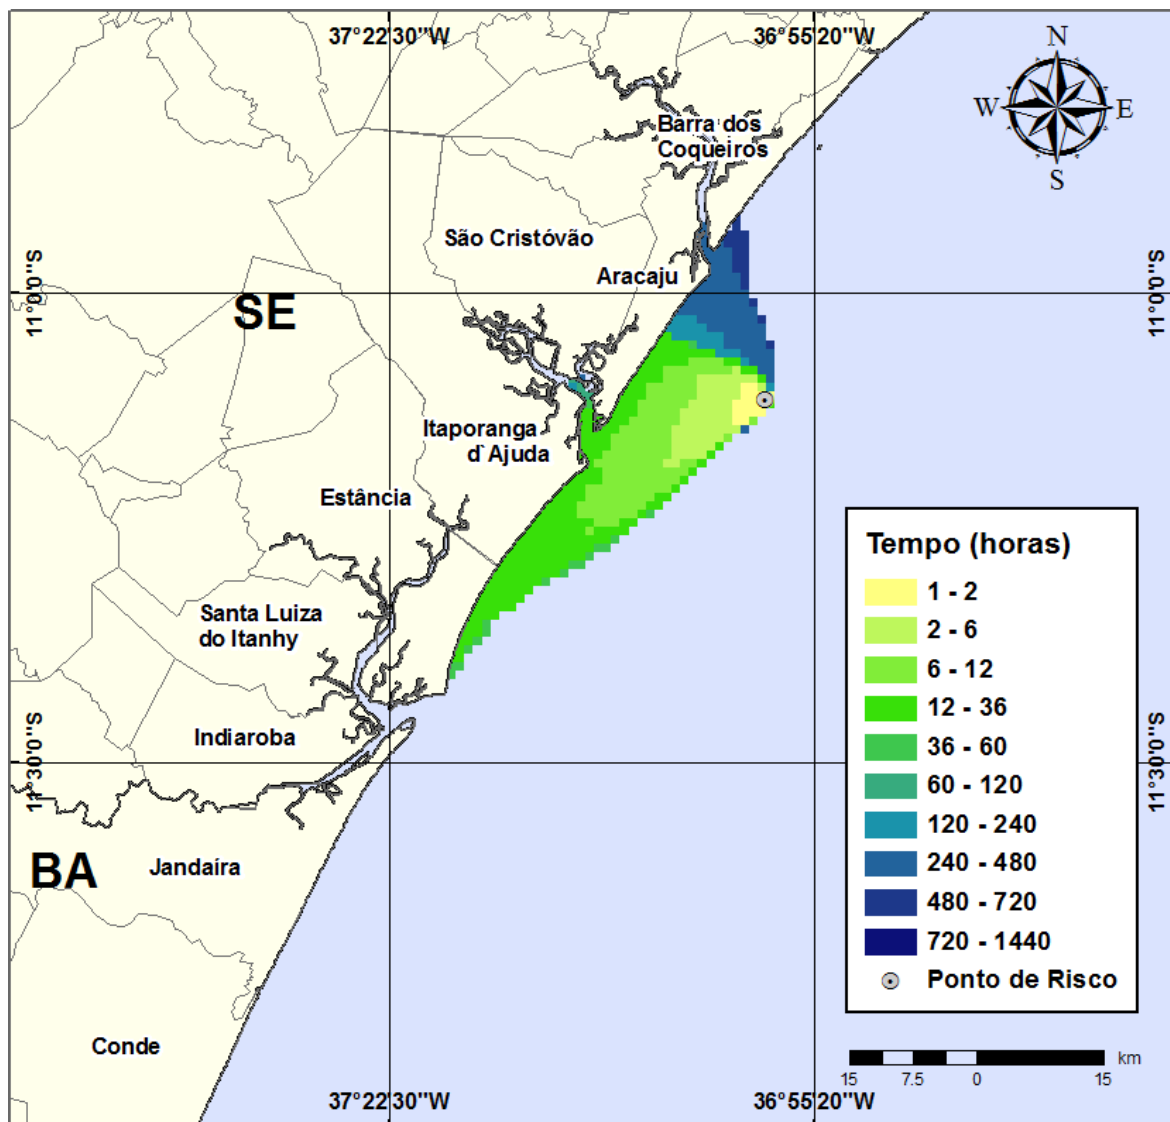 37°22'30"W
36°55'20"W
N
W
E
S
Barra dos
Coqueiros
São Cristóvão
Aracaju
11°0'0"S
11°0'0"S
SE
Itaporanga
d`Ajuda
Estância
Santa Luiza
do Itanhy
Indiaroba
11°30'0"S
11°30'0"S
BA
Jandaíra
Conde
Tempo (horas)
1 - 2
2 - 6
6 - 12
12 - 36
36 - 60
60 - 120
120 - 240
240 - 480
480 - 720
720 - 1440
Ponto de Risco
km
15 7.5 0 15
37°22'30"W
36°55'20"W